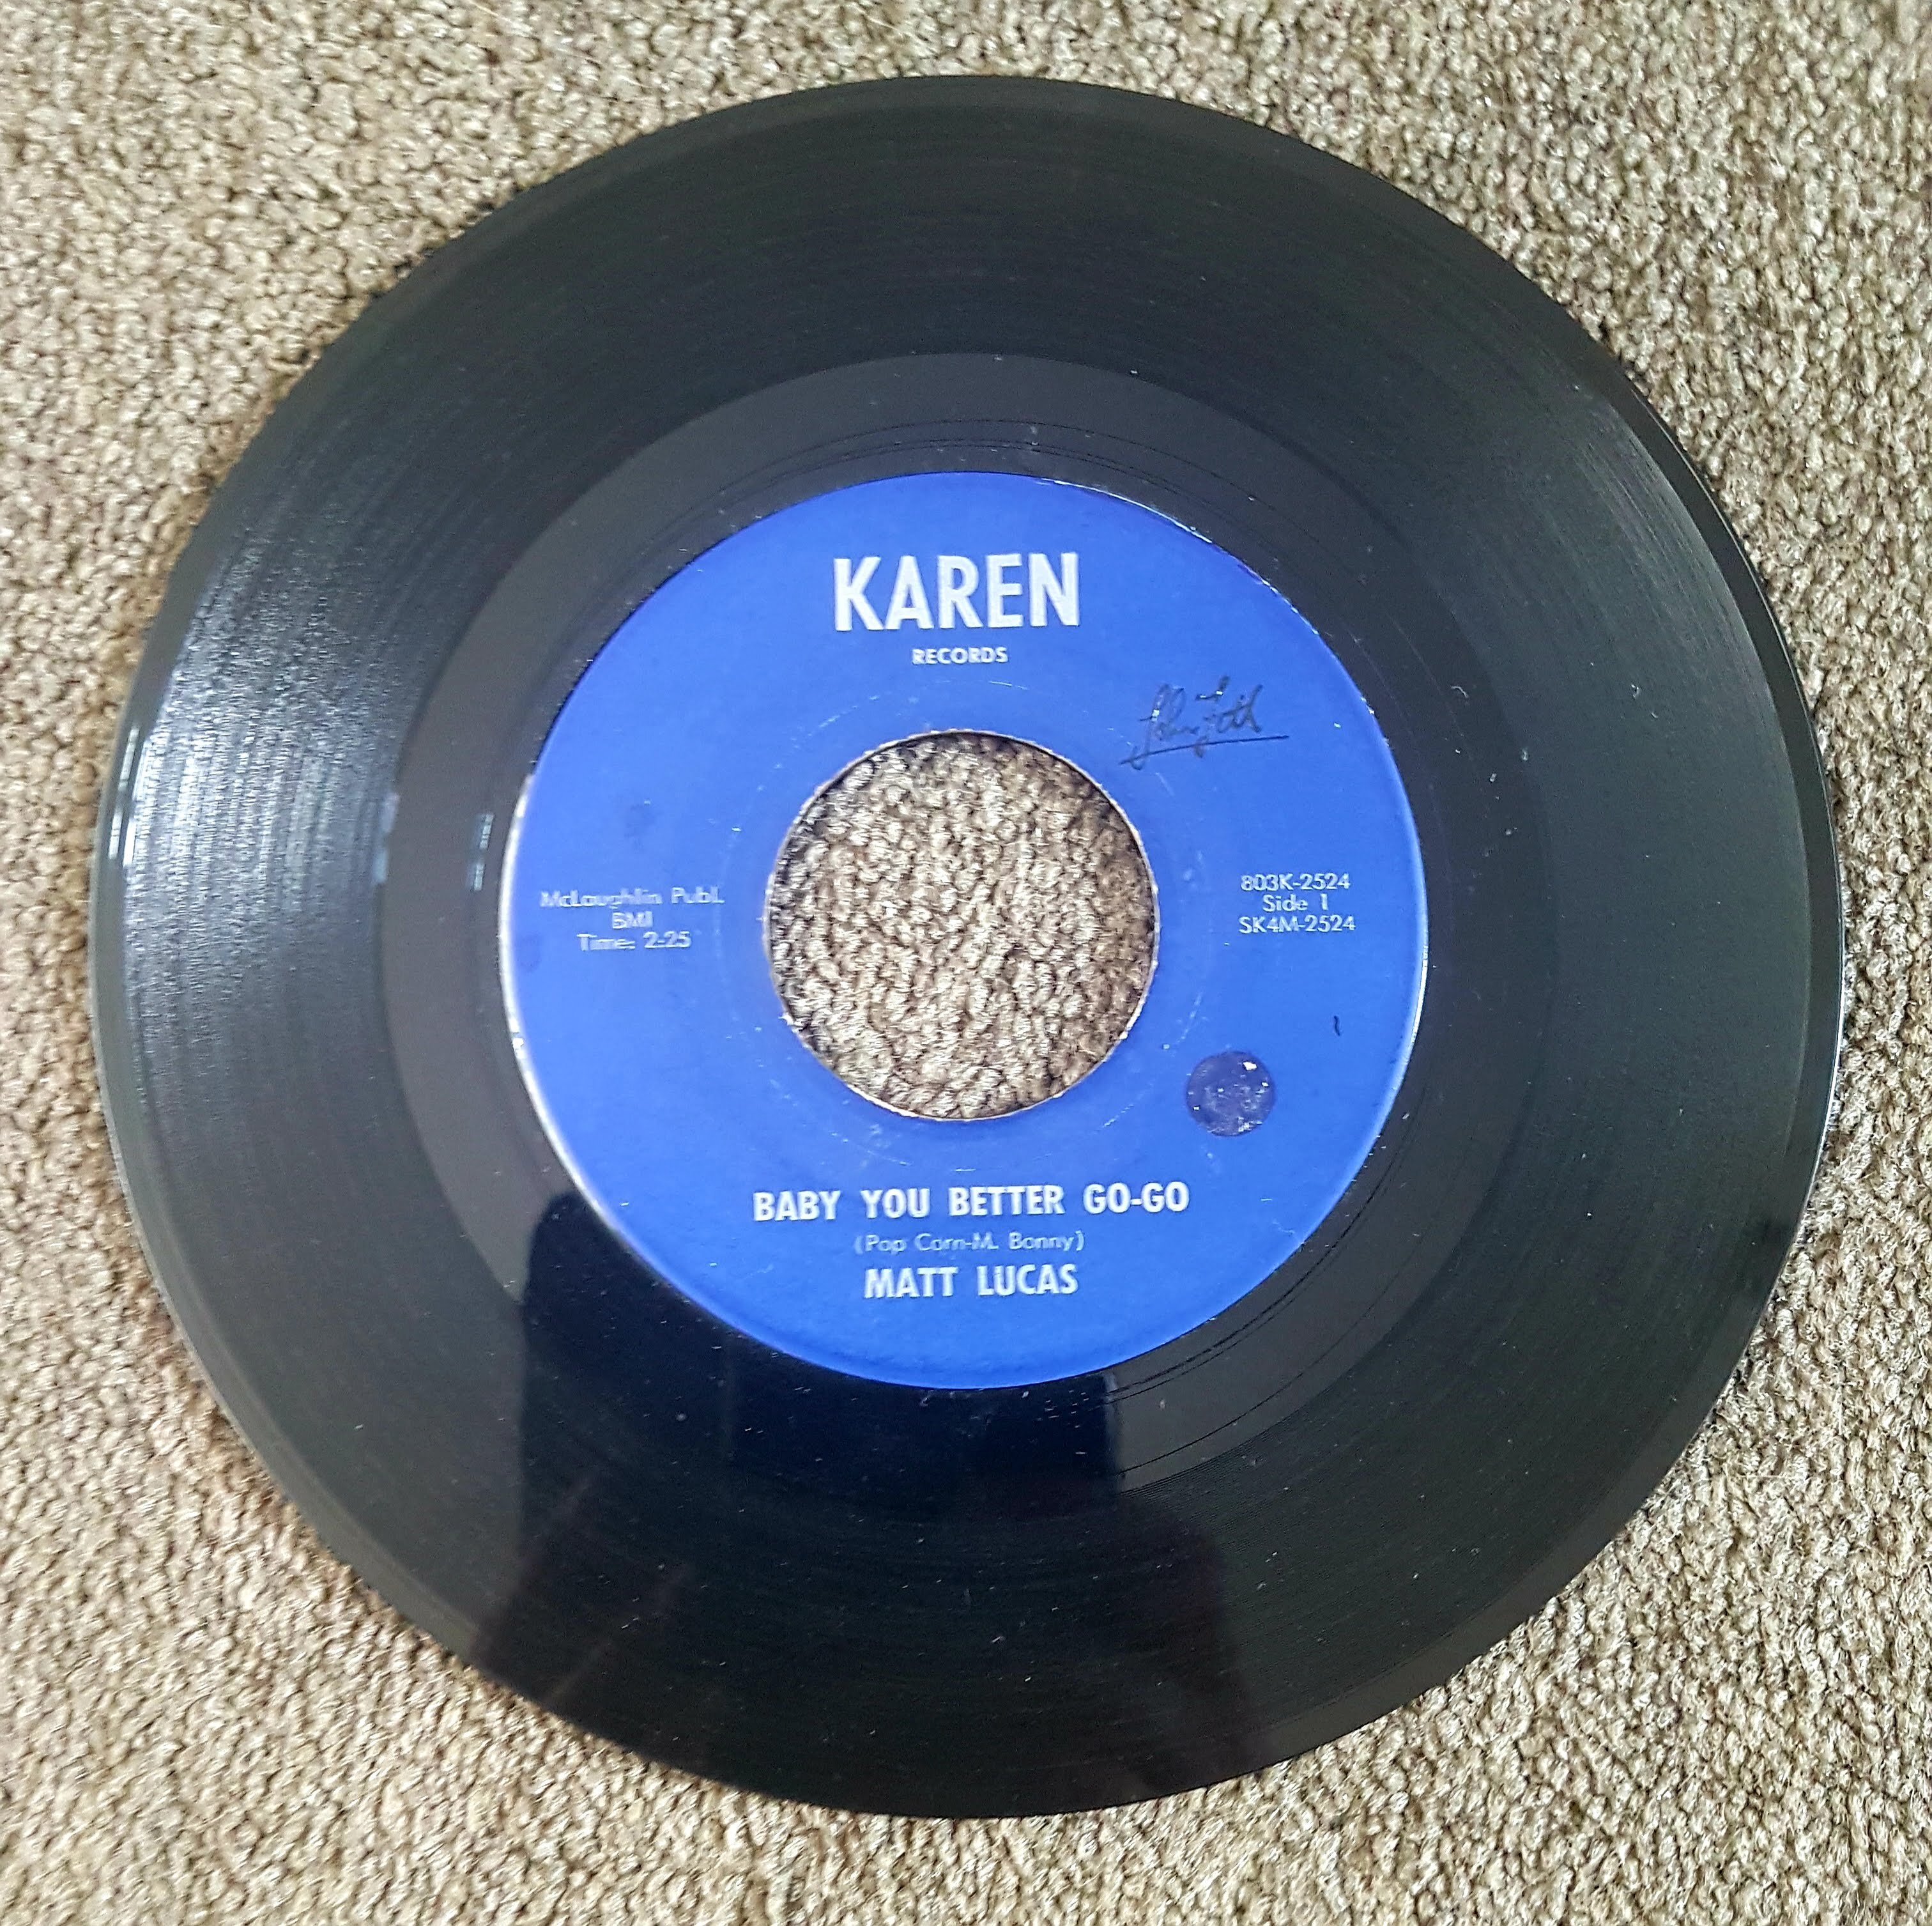 KAREN
RECORDS
McLaughlin Publ.
BMI
Time: 2:25
803K-2524
Side 1
SK4M-2524
BABY YOU BETTER GO-GO
(Pop Corn-M. Bonny)
MATT LUCAS